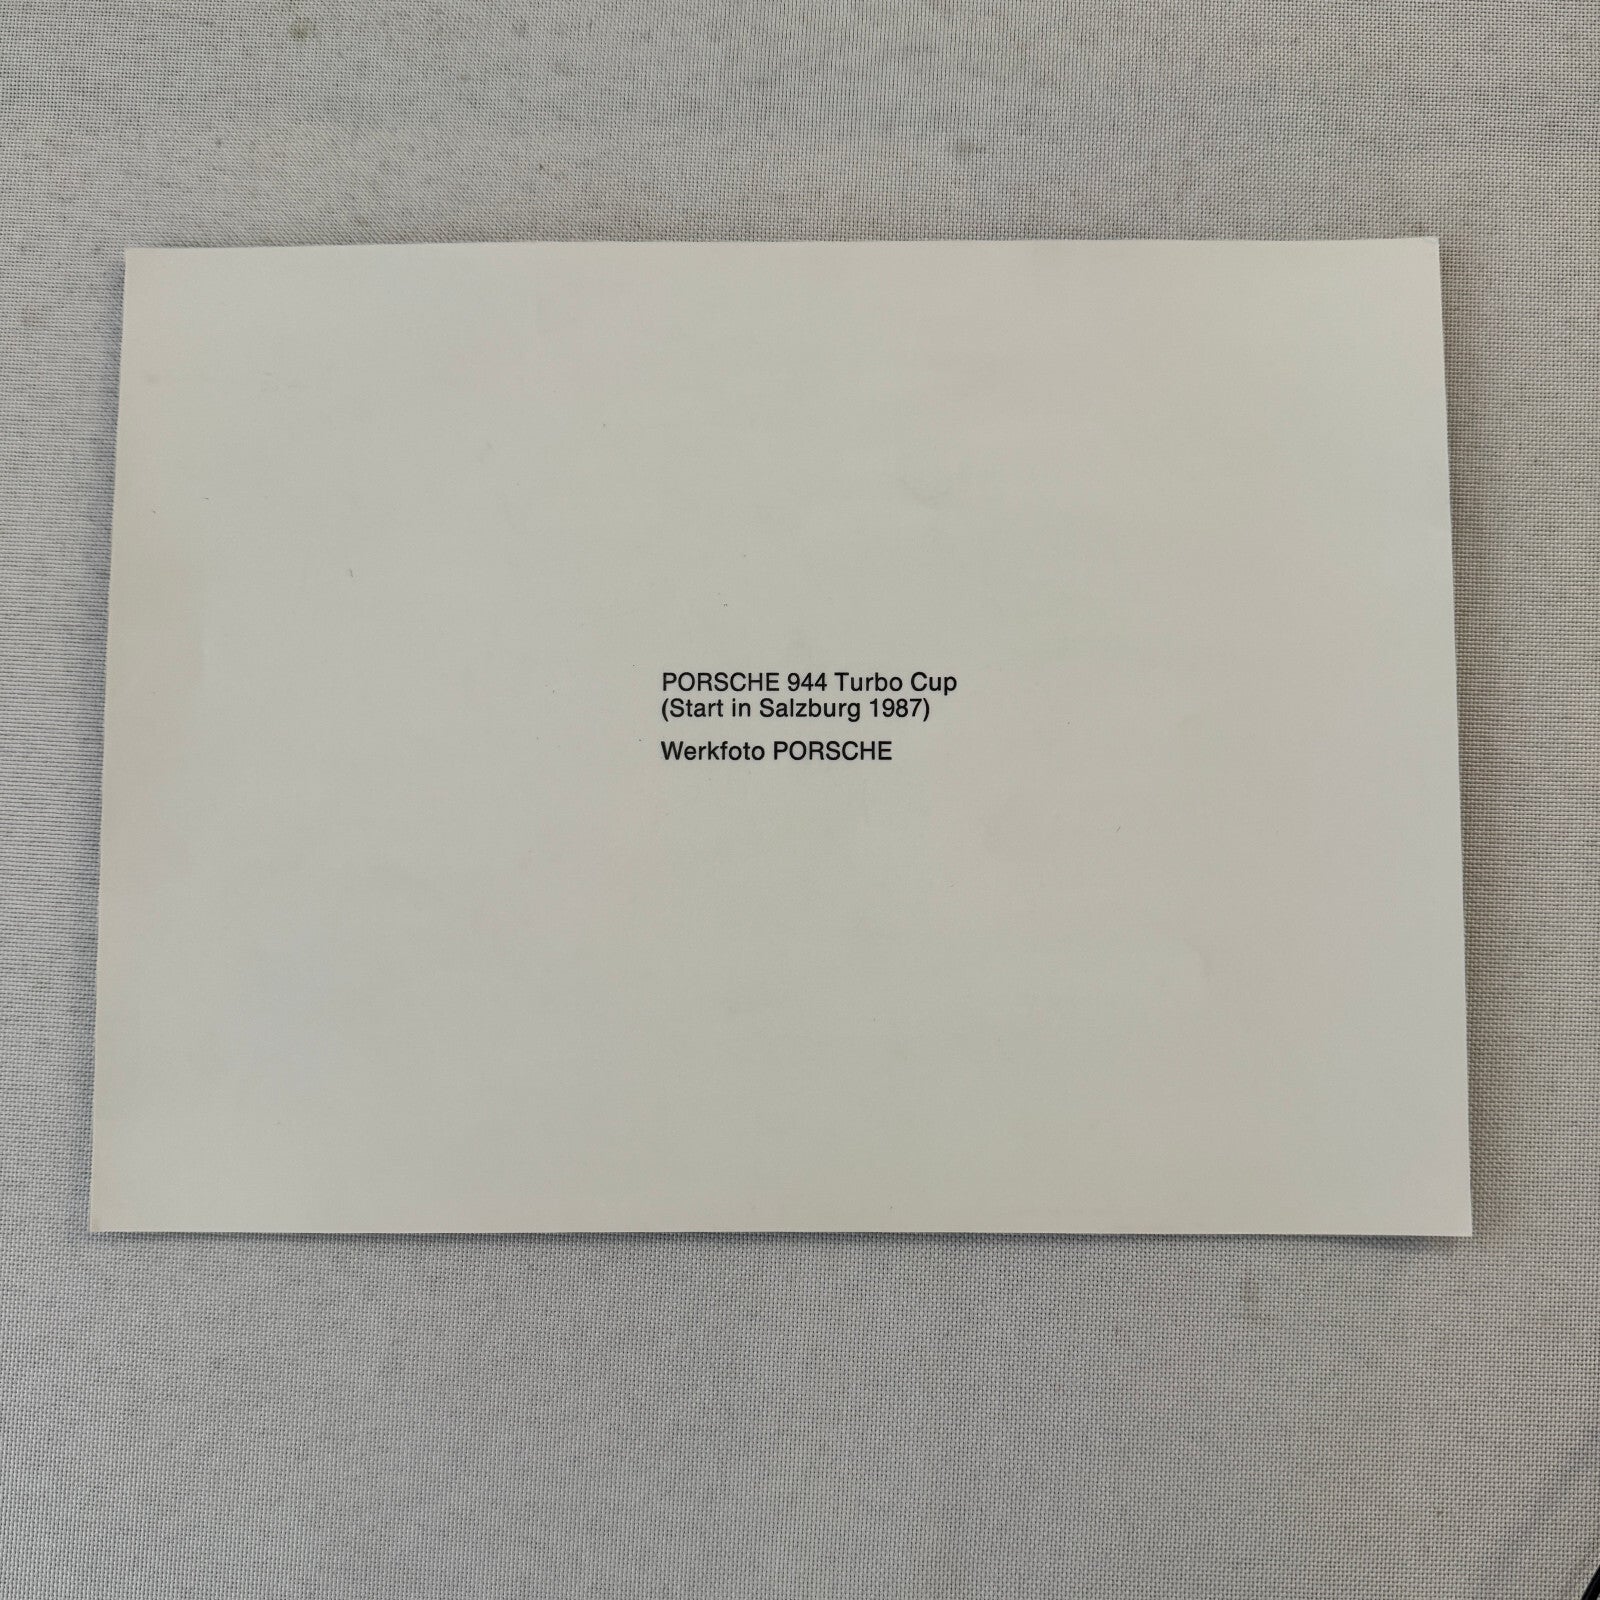 PORSCHE 944 Turbo Cup
(Start in Salzburg 1987)
Werkfoto PORSCHE